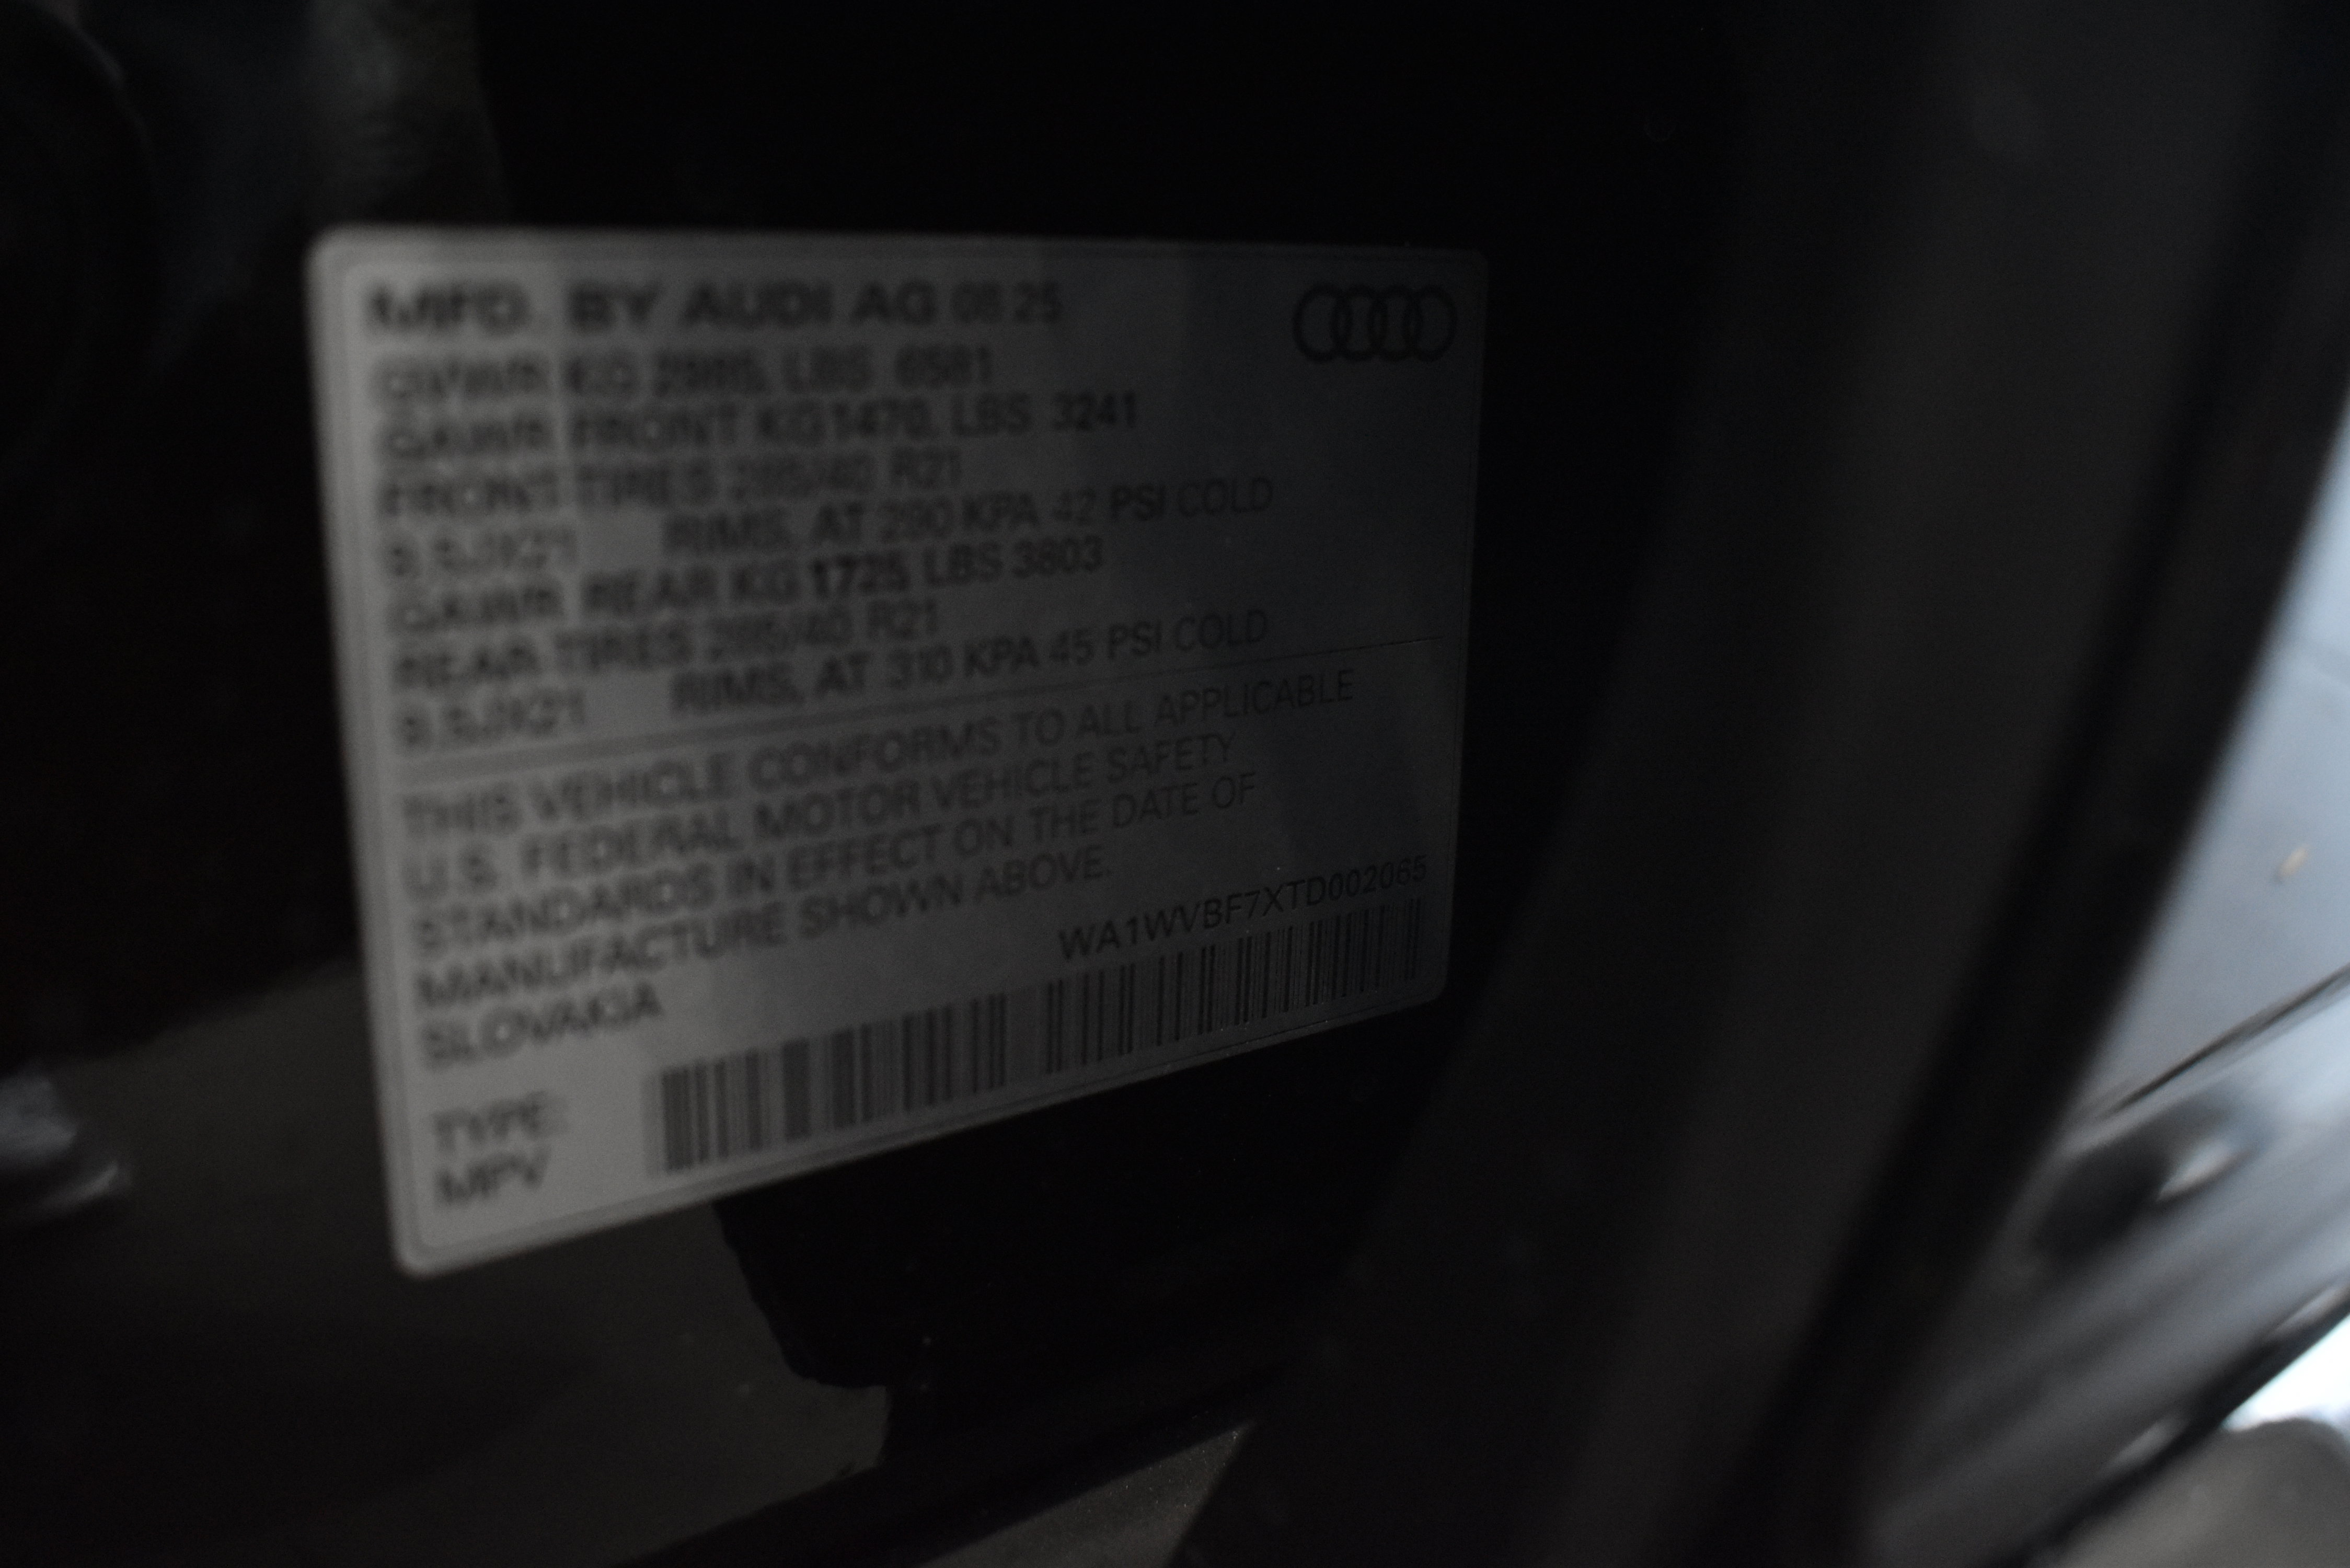 MFD. BY AUDI AG 08 25
GVWR KG 2985, LBS 6581
GAWR FRONT KG 1470, LBS 3241
FRONT TIRES 285/40 R21
9.5JX21 RIMS, AT 290 KPA 42 PSI COLD
GAWR REAR KG 1725 LBS 3803
REAR TIRES 285/40 R21
9.5JX21 RIMS, AT 310 KPA 45 PSI COLD
THIS VEHICLE CONFORMS TO ALL APPLICABLE
U.S. FEDERAL MOTOR VEHICLE SAFETY
STANDARDS IN EFFECT ON THE DATE OF
MANUFACTURE SHOWN ABOVE.
SLOVAKIA
WA1WVBF7XTD002065
TYPE:
MPV